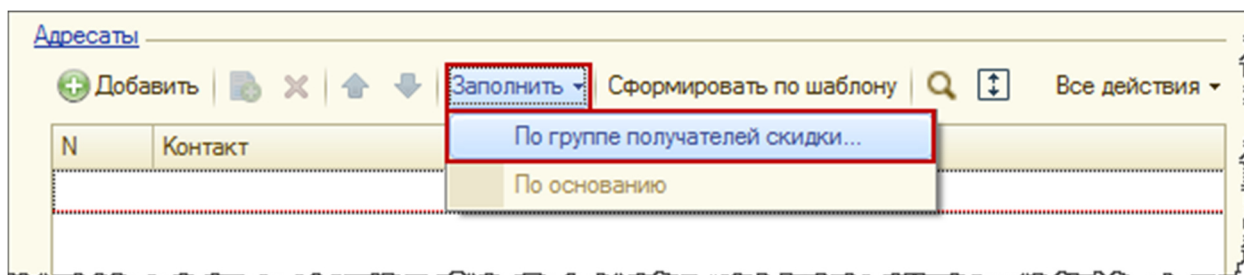 Адресаты
Добавить Заполнить Сформировать по шаблону Все действия
N Контакт По группе получателей скидки...
По основанию